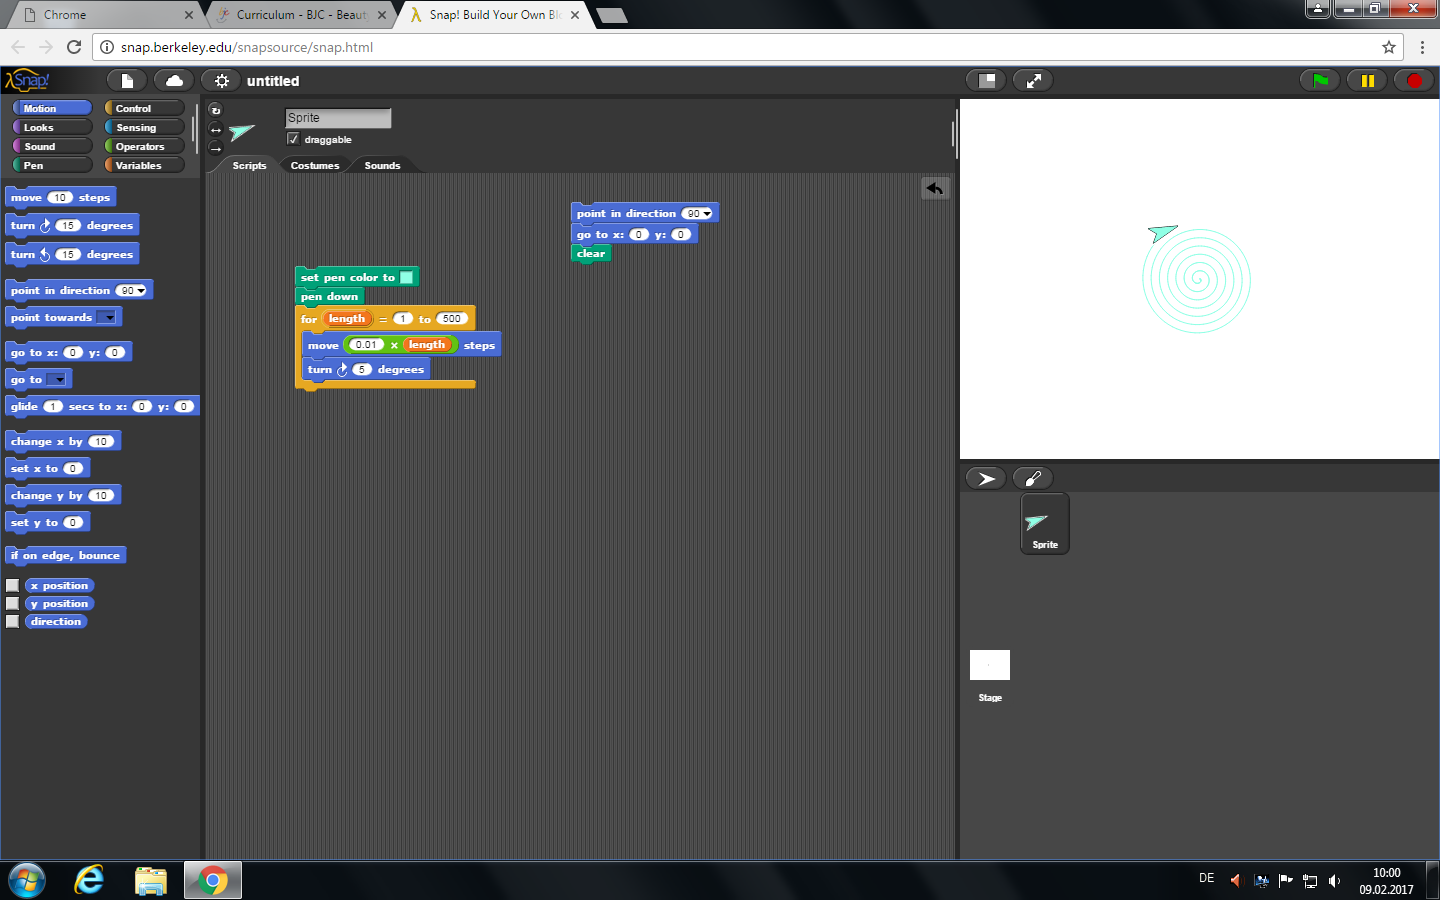 Chrome
Curriculum - BJC - Beaut
Snap! Build Your Own Bl
snap.berkeley.edu/snapsource/snap.html
Snap!
untitled
Motion
Control
Looks
Sensing
Sound
Operators
Pen
Variables
Sprite
draggable
Scripts
Costumes
Sounds
move 10 steps
turn 15 degrees
turn 15 degrees
point in direction 90
point towards
go to x: 0 y: 0
go to
glide 1 secs to x: 0 y: 0
change x by 10
set x to 0
change y by 10
set y to 0
if on edge, bounce
x position
y position
direction
point in direction 90
go to x: 0 y: 0
clear
set pen color to
pen down
for length = 1 to 500
move 0.01 × length steps
turn 5 degrees
Sprite
Stage
DE
10:00
09.02.2017